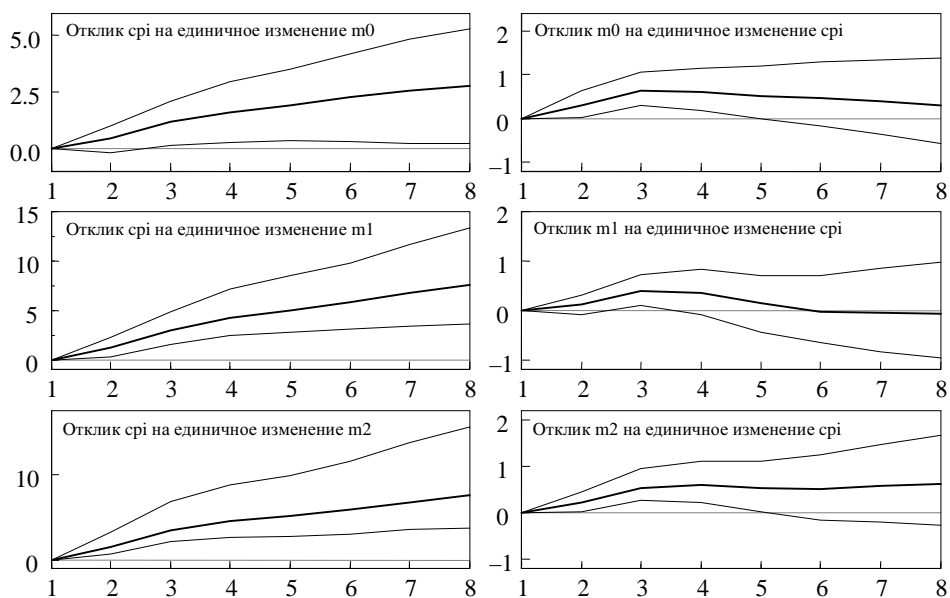 Отклик cpi на единичное изменение m0
5.0
2.5
0.0
1 2 3 4 5 6 7 8
Отклик m0 на единичное изменение cpi
2
1
0
−1
1 2 3 4 5 6 7 8
Отклик cpi на единичное изменение m1
15
10
5
0
1 2 3 4 5 6 7 8
Отклик m1 на единичное изменение cpi
2
1
0
−1
1 2 3 4 5 6 7 8
Отклик cpi на единичное изменение m2
10
0
1 2 3 4 5 6 7 8
Отклик m2 на единичное изменение cpi
2
1
0
−1
1 2 3 4 5 6 7 8